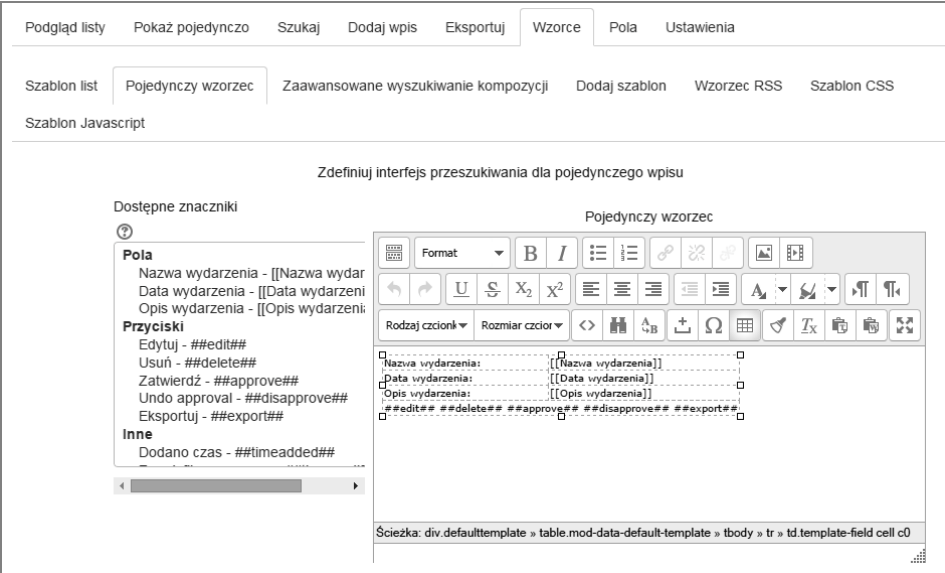 Podgląd listy Pokaż pojedynczo Szukaj Dodaj wpis Eksportuj Wzorce Pola Ustawienia
Szablon list Pojedynczy wzorzec Zaawansowane wyszukiwanie kompozycji Dodaj szablon Wzorzec RSS Szablon CSS
Szablon Javascript
Zdefiniuj interfejs przeszukiwania dla pojedynczego wpisu
Dostępne znaczniki
Pola
Nazwa wydarzenia - [[Nazwa wydar
Data wydarzenia - [[Data wydarzeni
Opis wydarzenia - [[Opis wydarzenia
Przyciski
Edytuj - ##edit##
Usuń - ##delete##
Zatwierdź - ##approve##
Undo approval - ##disapprove##
Eksportuj - ##export##
Inne
Dodano czas - ##timeadded##
Pojedynczy wzorzec
Format B I
U S X2 X2 A
Rodzaj czcionk Rozmiar czcior <> A B Ω Tx
Nazwa wydarzenia: [[Nazwa wydarzenia]]
Data wydarzenia: [[Data wydarzenia]]
Opis wydarzenia: [[Opis wydarzenia]]
##edit## ##delete## ##approve## ##disapprove## ##export##
Ścieżka: div.defaulttemplate » table.mod-data-default-template » tbody » tr » td.template-field cell c0